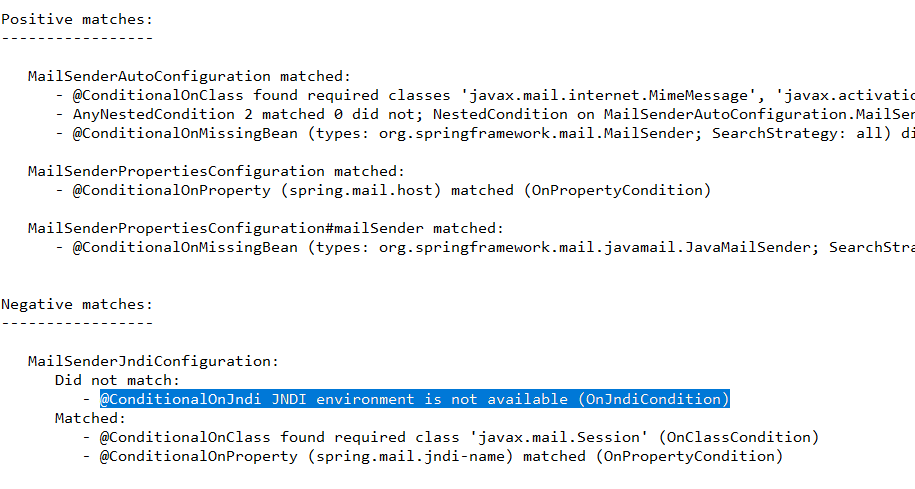 Positive matches:
-----------------
MailSenderAutoConfiguration matched:
- @ConditionalOnClass found required classes 'javax.mail.internet.MimeMessage', 'javax.activatio
- AnyNestedCondition 2 matched 0 did not; NestedCondition on MailSenderAutoConfiguration.MailSer
- @ConditionalOnMissingBean (types: org.springframework.mail.MailSender; SearchStrategy: all) di
MailSenderPropertiesConfiguration matched:
- @ConditionalOnProperty (spring.mail.host) matched (OnPropertyCondition)
MailSenderPropertiesConfiguration#mailSender matched:
- @ConditionalOnMissingBean (types: org.springframework.mail.javamail.JavaMailSender; SearchStra
Negative matches:
-----------------
MailSenderJndiConfiguration:
Did not match:
- @ConditionalOnJndi JNDI environment is not available (OnJndiCondition)
Matched:
- @ConditionalOnClass found required class 'javax.mail.Session' (OnClassCondition)
- @ConditionalOnProperty (spring.mail.jndi-name) matched (OnPropertyCondition)